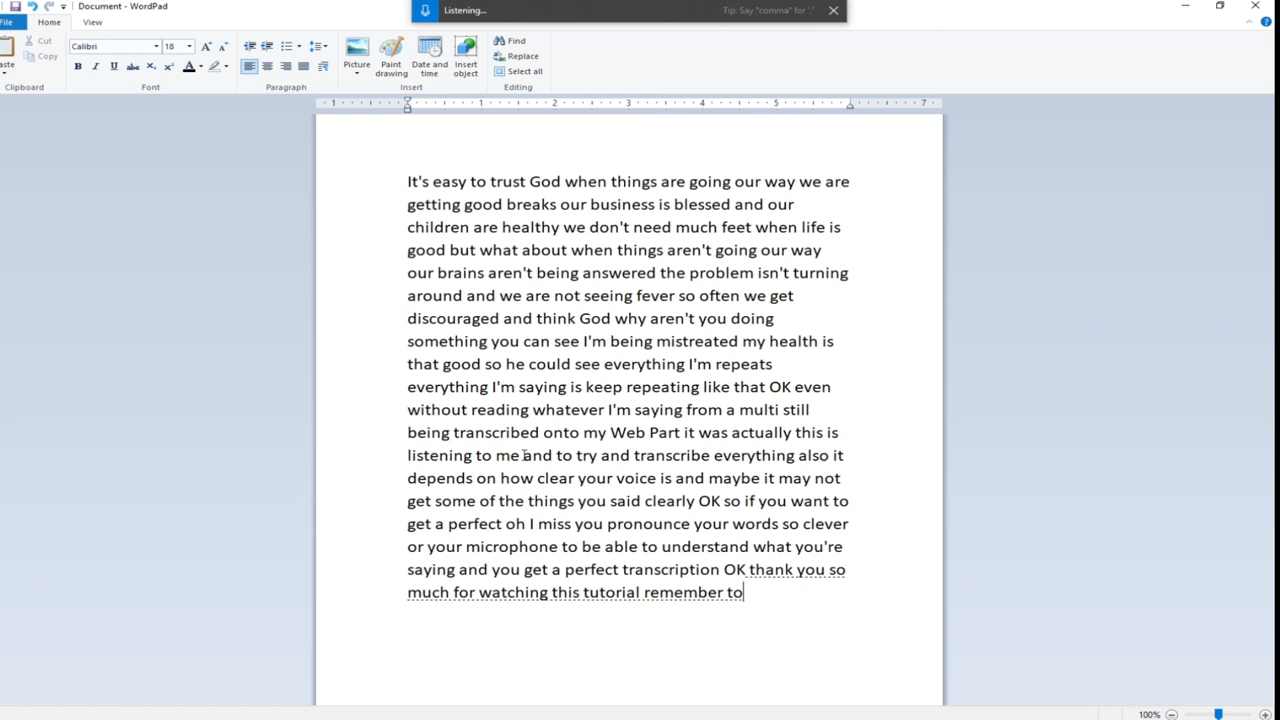 Document - WordPad
Listening...
Tip: Say "comma" for ','
File
Home
View
Cut
Copy
Calibri
18
Clipboard
Font
Paragraph
Picture
Paint drawing
Date and time
Insert object
Insert
Find
Replace
Select all
Editing
1 1 2 3 4 5 7
It's easy to trust God when things are going our way we are
getting good breaks our business is blessed and our
children are healthy we don't need much feet when life is
good but what about when things aren't going our way
our brains aren't being answered the problem isn't turning
around and we are not seeing fever so often we get
discouraged and think God why aren't you doing
something you can see I'm being mistreated my health is
that good so he could see everything I'm repeats
everything I'm saying is keep repeating like that OK even
without reading whatever I'm saying from a multi still
being transcribed onto my Web Part it was actually this is
listening to me and to try and transcribe everything also it
depends on how clear your voice is and maybe it may not
get some of the things you said clearly OK so if you want to
get a perfect oh I miss you pronounce your words so clever
or your microphone to be able to understand what you're
saying and you get a perfect transcription OK thank you so
much for watching this tutorial remember to
100%